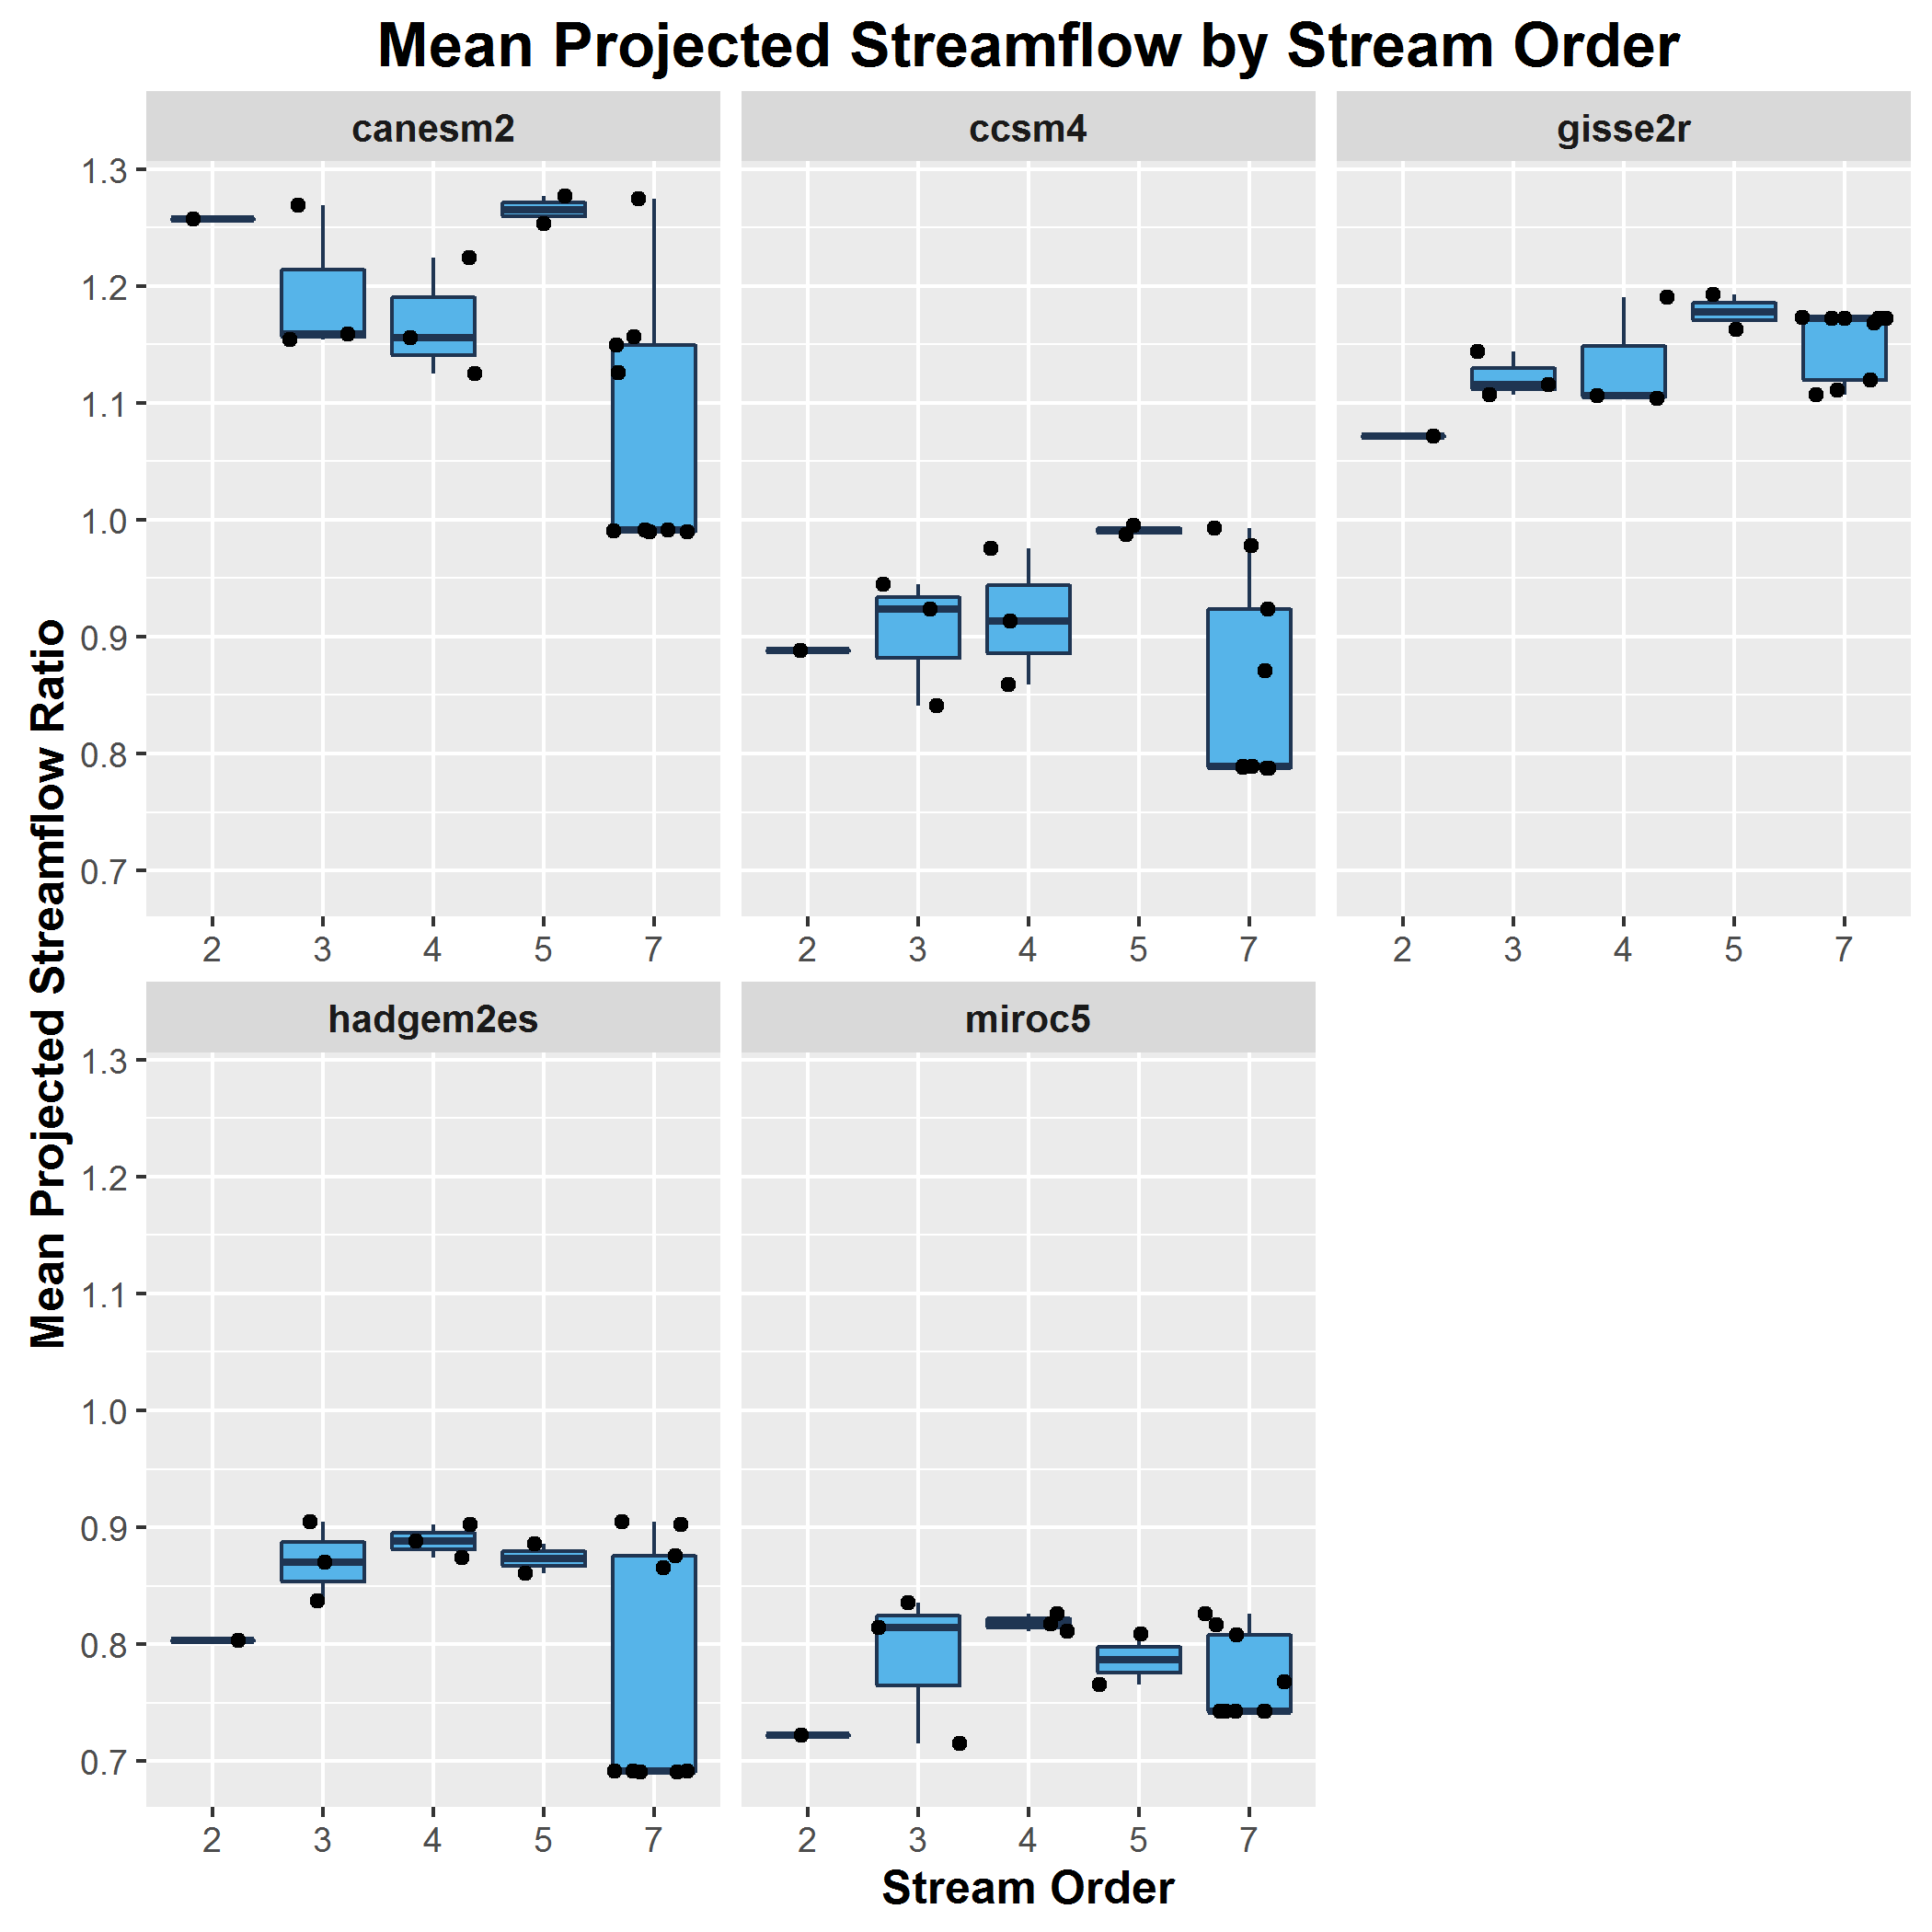 Mean Projected Streamflow by Stream Order
canesm2 ccsm4 gisse2r
1.3
1.2
1.1
1.0
0.9
0.8
0.7
2 3 4 5 7 2 3 4 5 7 2 3 4 5 7
hadgem2es miroc5
1.3
1.2
1.1
1.0
0.9
0.8
0.7
2 3 4 5 7 2 3 4 5 7
Stream Order
Mean Projected Streamflow Ratio